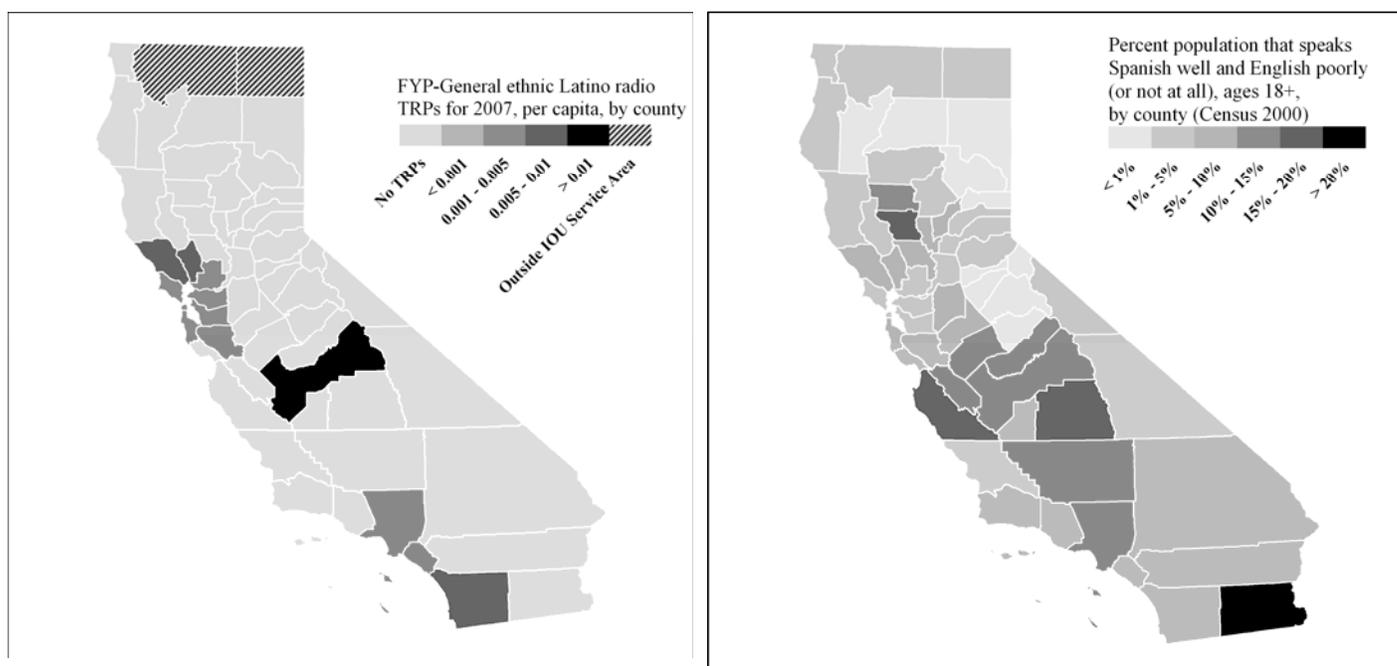 FYP-General ethnic Latino radio
TRPs for 2007, per capita, by county
No TRPs
< 0.001
0.001 - 0.005
0.005 - 0.01
> 0.01
Outside IOU Service Area
Percent population that speaks
Spanish well and English poorly
(or not at all), ages 18+,
by county (Census 2000)
< 1%
1% - 5%
5% - 10%
10% - 15%
15% - 20%
> 20%